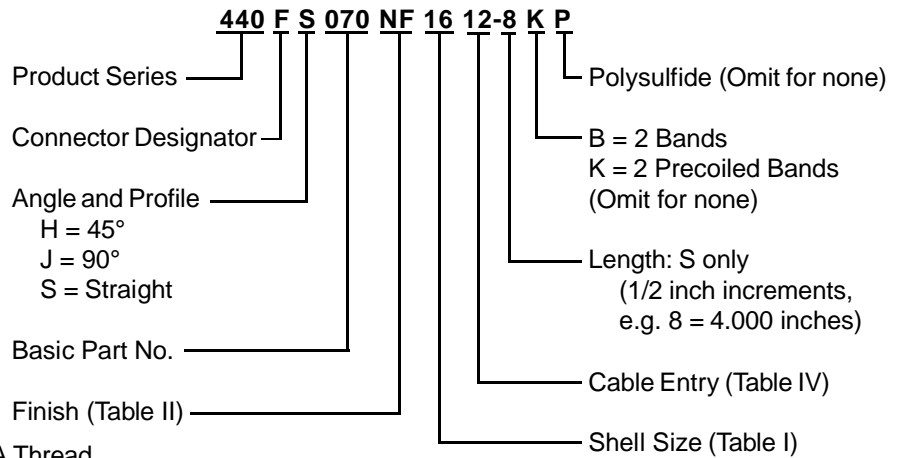 440 F S 070 NF 16 12-8 K P
Product Series
Connector Designator
Angle and Profile
H = 45°
J = 90°
S = Straight
Basic Part No.
Finish (Table II)
A Thread
Polysulfide (Omit for none)
B = 2 Bands
K = 2 Precoiled Bands
(Omit for none)
Length: S only
(1/2 inch increments,
e.g. 8 = 4.000 inches)
Cable Entry (Table IV)
Shell Size (Table I)